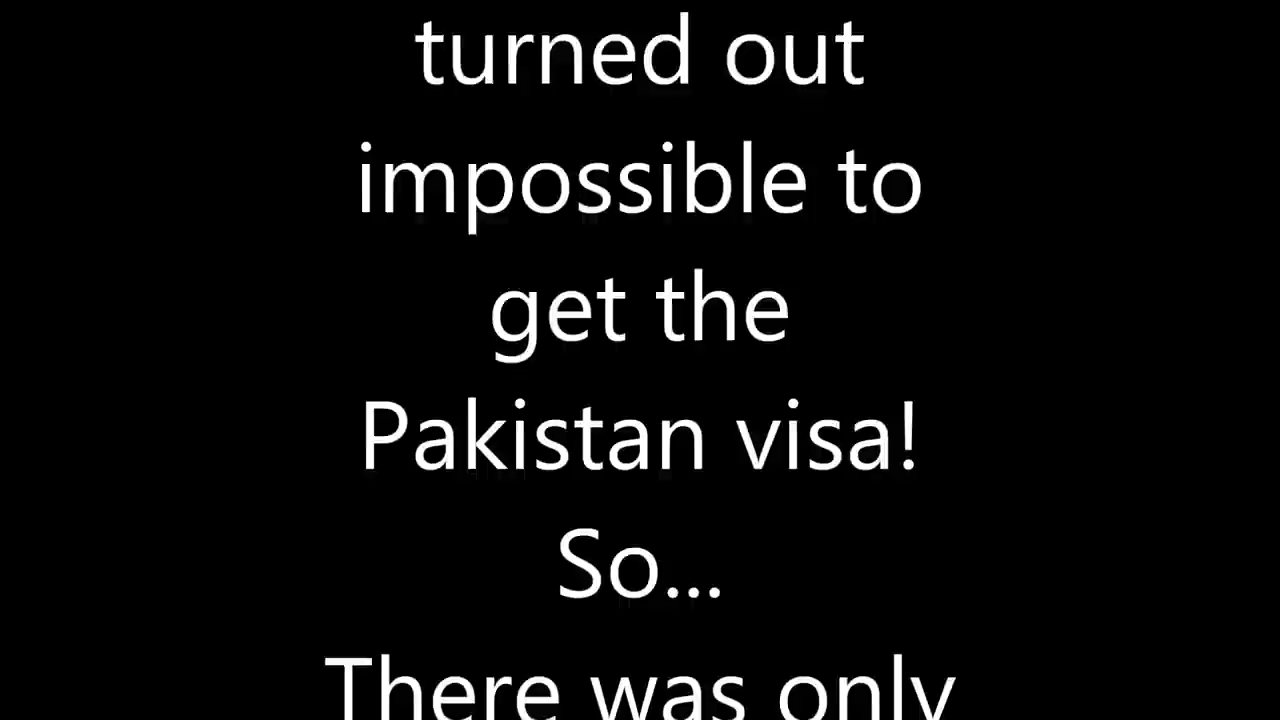 turned out
impossible to
get the
Pakistan visa!
So...
There was only